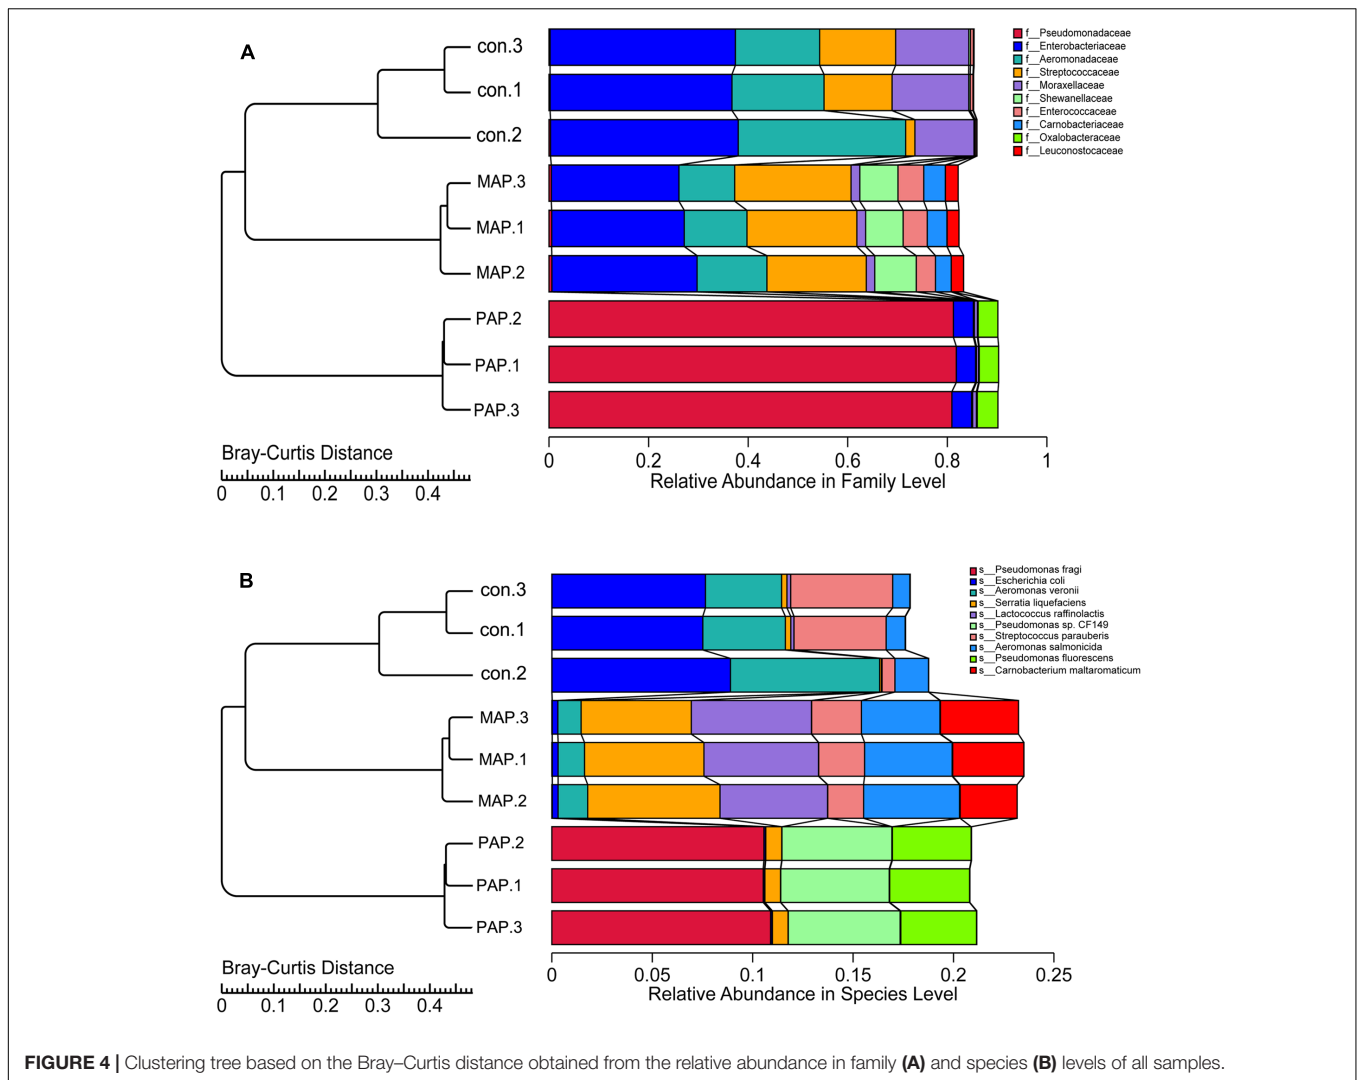 A
con.3
con.1
con.2
MAP.3
MAP.1
MAP.2
PAP.2
PAP.1
PAP.3
f__Pseudomonadaceae
f__Enterobacteriaceae
f__Aeromonadaceae
f__Streptococcaceae
f__Moraxellaceae
f__Shewanellaceae
f__Enterococcaceae
f__Carnobacteriaceae
f__Oxalobacteraceae
f__Leuconostocaceae
Bray-Curtis Distance
0 0.1 0.2 0.3 0.4
0 0.2 0.4 0.6 0.8 1
Relative Abundance in Family Level
B
con.3
con.1
con.2
MAP.3
MAP.1
MAP.2
PAP.2
PAP.1
PAP.3
s__Pseudomonas fragi
s__Escherichia coli
s__Aeromonas veronii
s__Serratia liquefaciens
s__Lactococcus raffinolactis
s__Pseudomonas sp. CF149
s__Streptococcus parauberis
s__Aeromonas salmonicida
s__Pseudomonas fluorescens
s__Carnobacterium maltaromaticum
Bray-Curtis Distance
0 0.1 0.2 0.3 0.4
0 0.05 0.1 0.15 0.2 0.25
Relative Abundance in Species Level
FIGURE 4 | Clustering tree based on the Bray–Curtis distance obtained from the relative abundance in family (A) and species (B) levels of all samples.